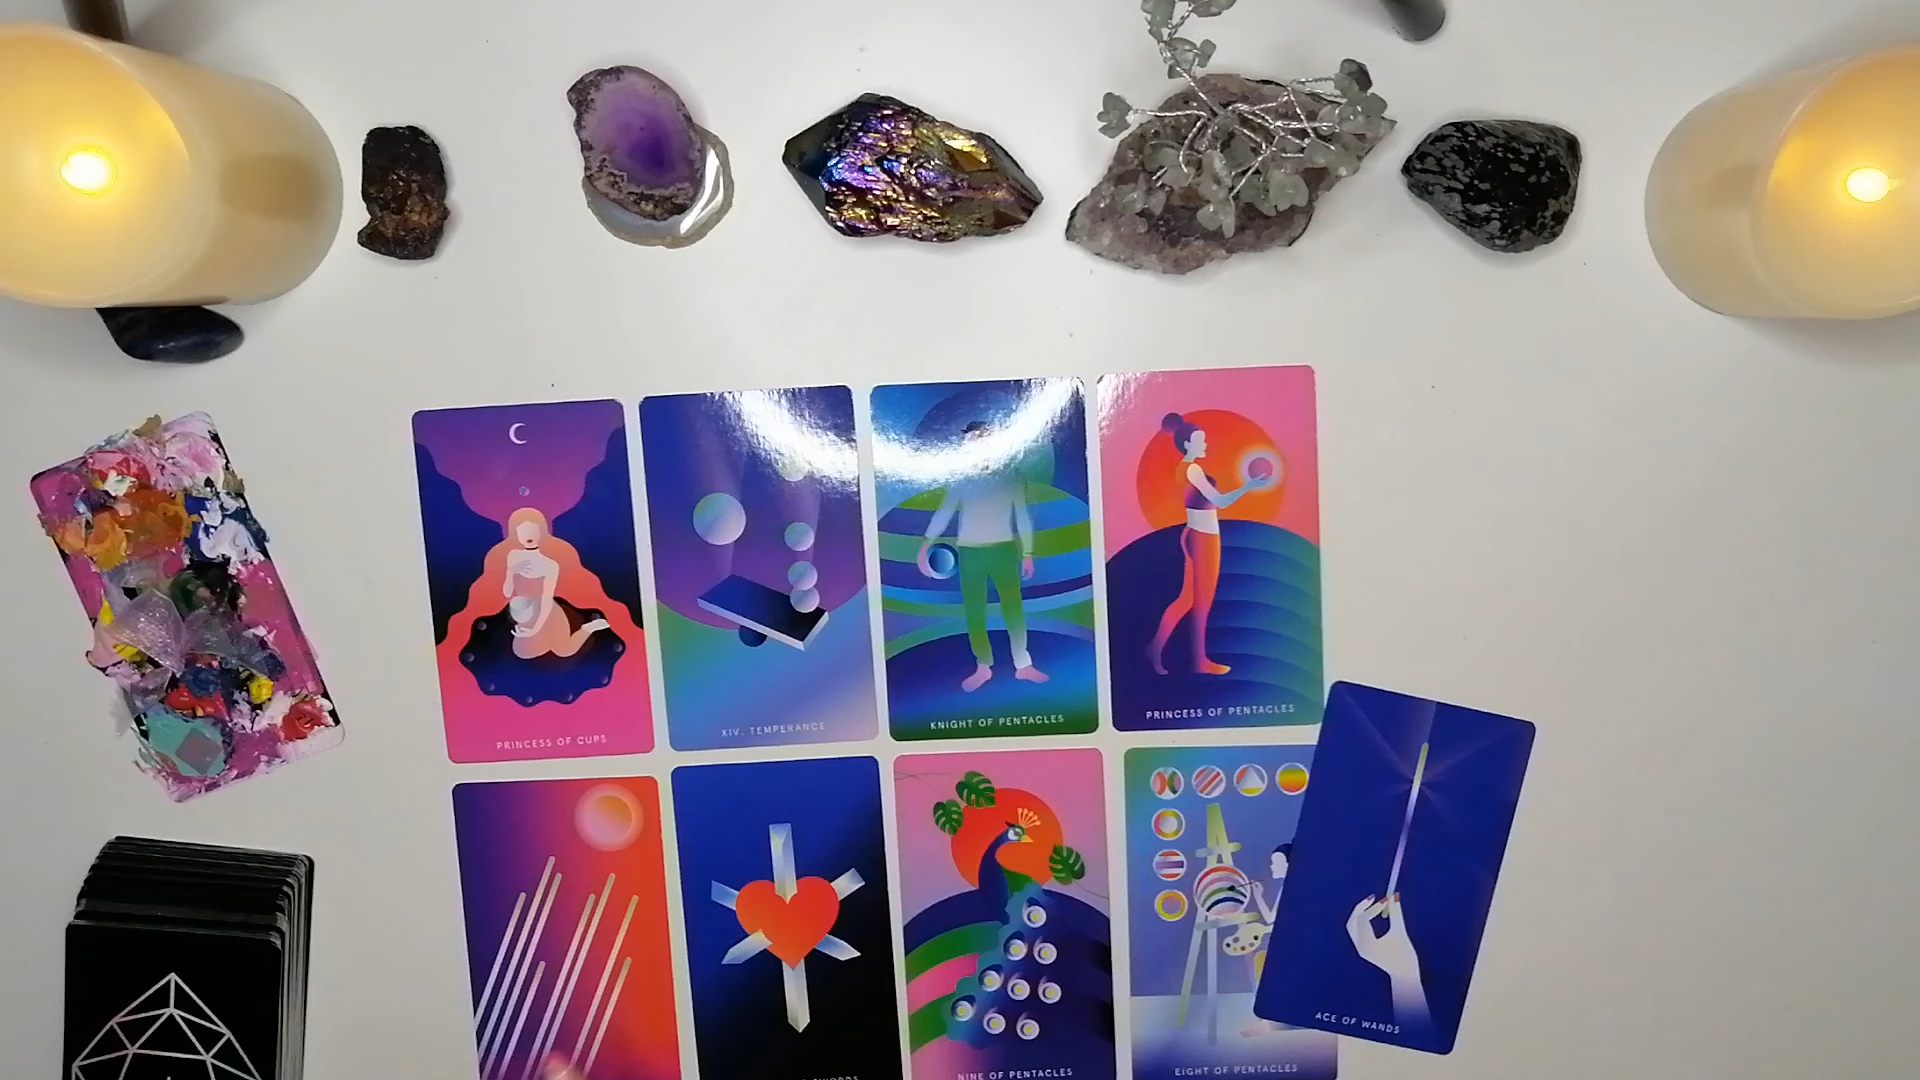 PRINCESS OF CUPS
XIV. TEMPERANCE
KNIGHT OF PENTACLES
PRINCESS OF PENTACLES
SWORDS
NINE OF PENTACLES
EIGHT OF PENTACLES
ACE OF WANDS